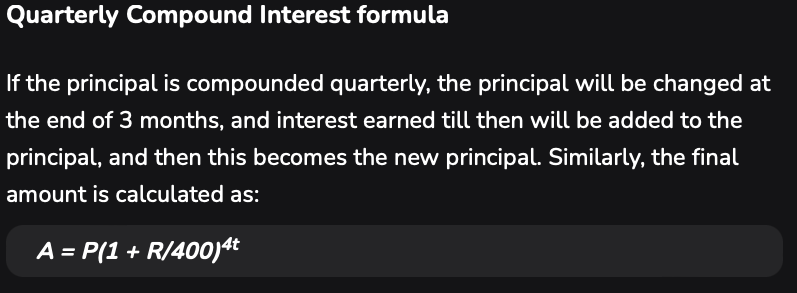 Quarterly Compound Interest formula
If the principal is compounded quarterly, the principal will be changed at
the end of 3 months, and interest earned till then will be added to the
principal, and then this becomes the new principal. Similarly, the final
amount is calculated as:
A = P(1 + R/400)⁴ᵗ